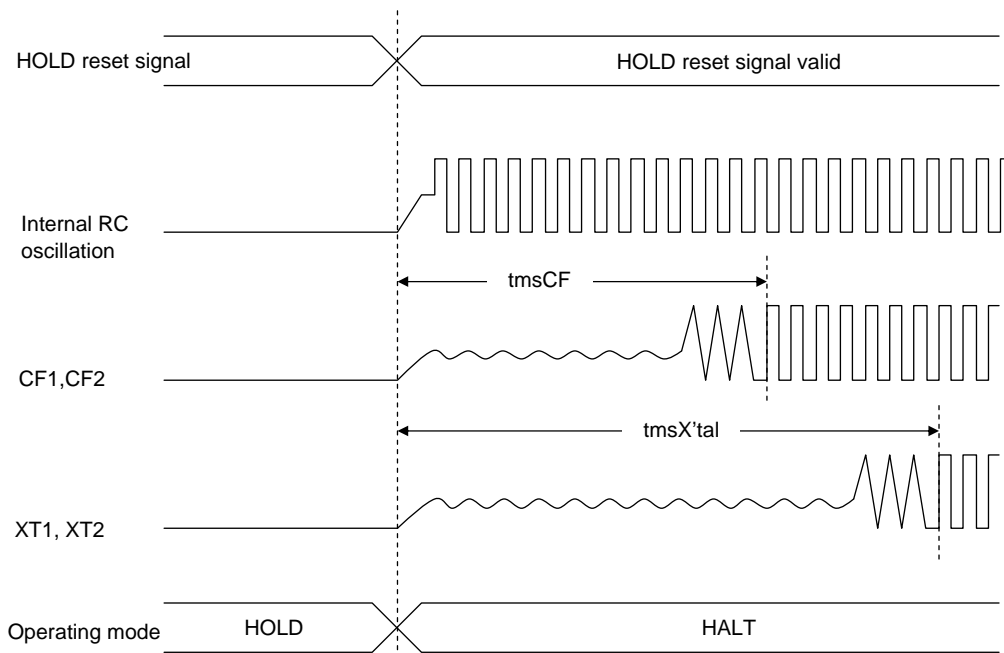 HOLD reset signal
HOLD reset signal valid
Internal RC
oscillation
tmsCF
CF1,CF2
tmsX'tal
XT1, XT2
Operating mode
HOLD
HALT